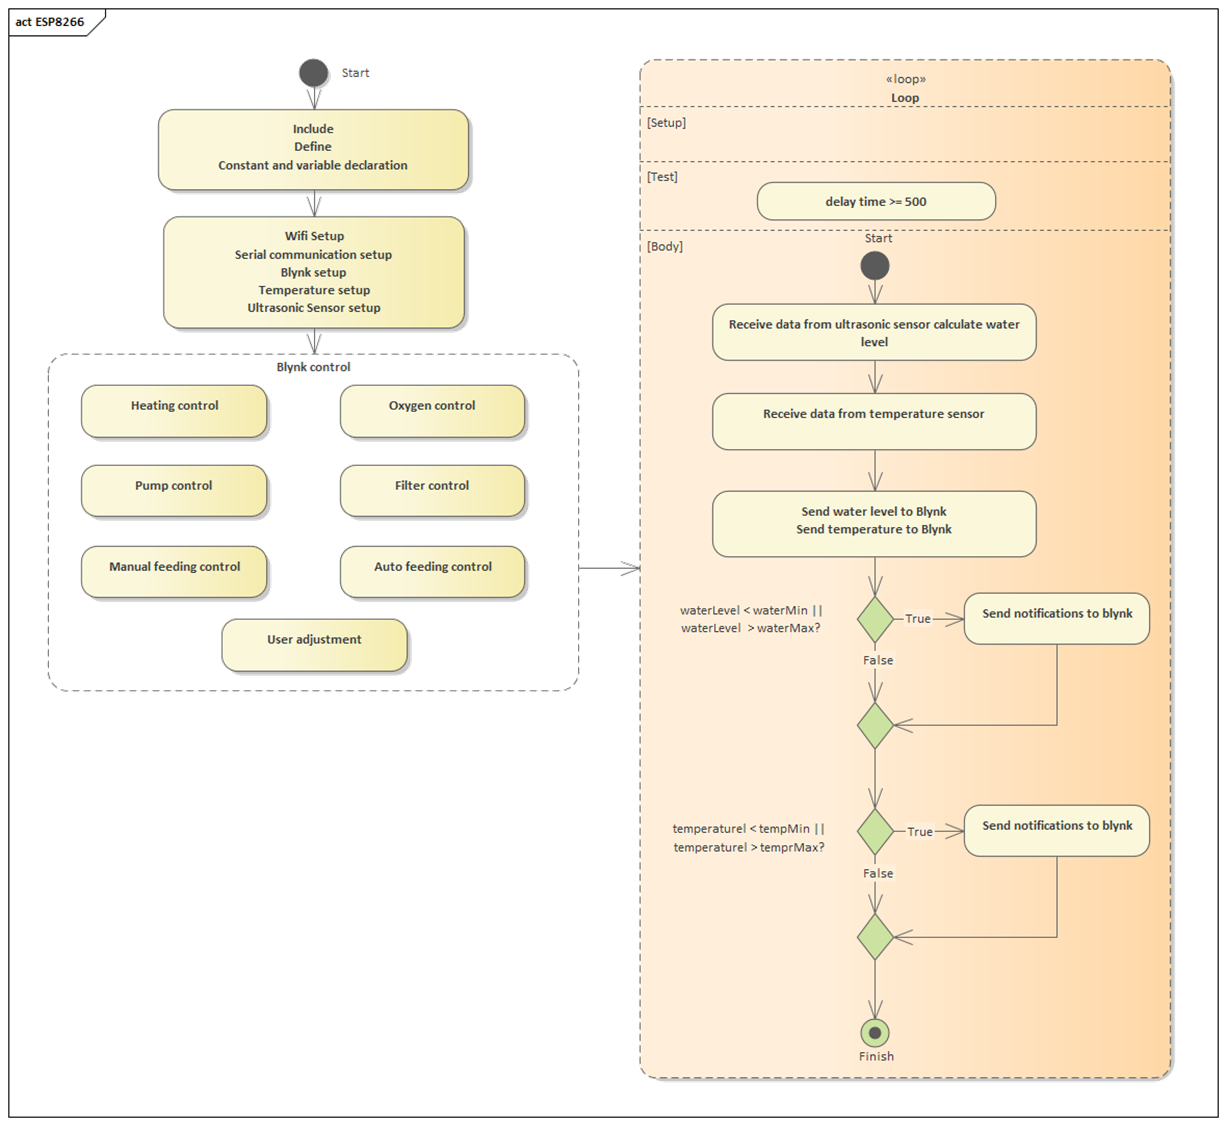 act ESP8266
Start
Include
Define
Constant and variable declaration
Wifi Setup
Serial communication setup
Blynk setup
Temperature setup
Ultrasonic Sensor setup
Blynk control
Heating control
Oxygen control
Pump control
Filter control
Manual feeding control
Auto feeding control
User adjustment
«loop»
Loop
[Setup]
[Test]
delay time >= 500
[Body]
Start
Receive data from ultrasonic sensor calculate water
level
Receive data from temperature sensor
Send water level to Blynk
Send temperature to Blynk
waterLevel < waterMin ||
waterLevel > waterMax?
True
Send notifications to blynk
False
temperaturel < tempMin ||
temperaturel > temprMax?
True
Send notifications to blynk
False
Finish